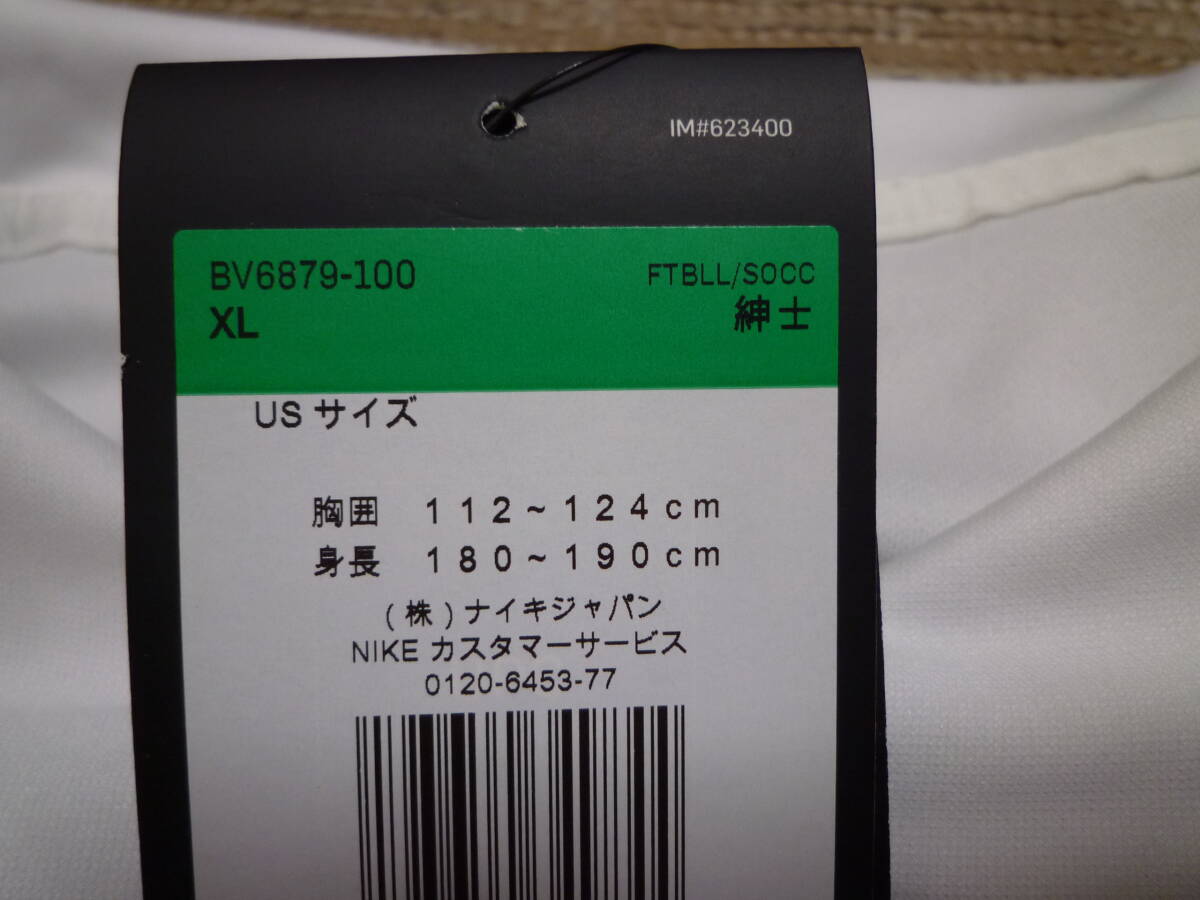 IM#623400
BV6879-100 FTBLL/SOCC
XL 紳士
US サイズ
胸囲 112~124cm
身長 180~190cm
(株)ナイキジャパン
NIKE カスタマーサービス
0120-6453-77